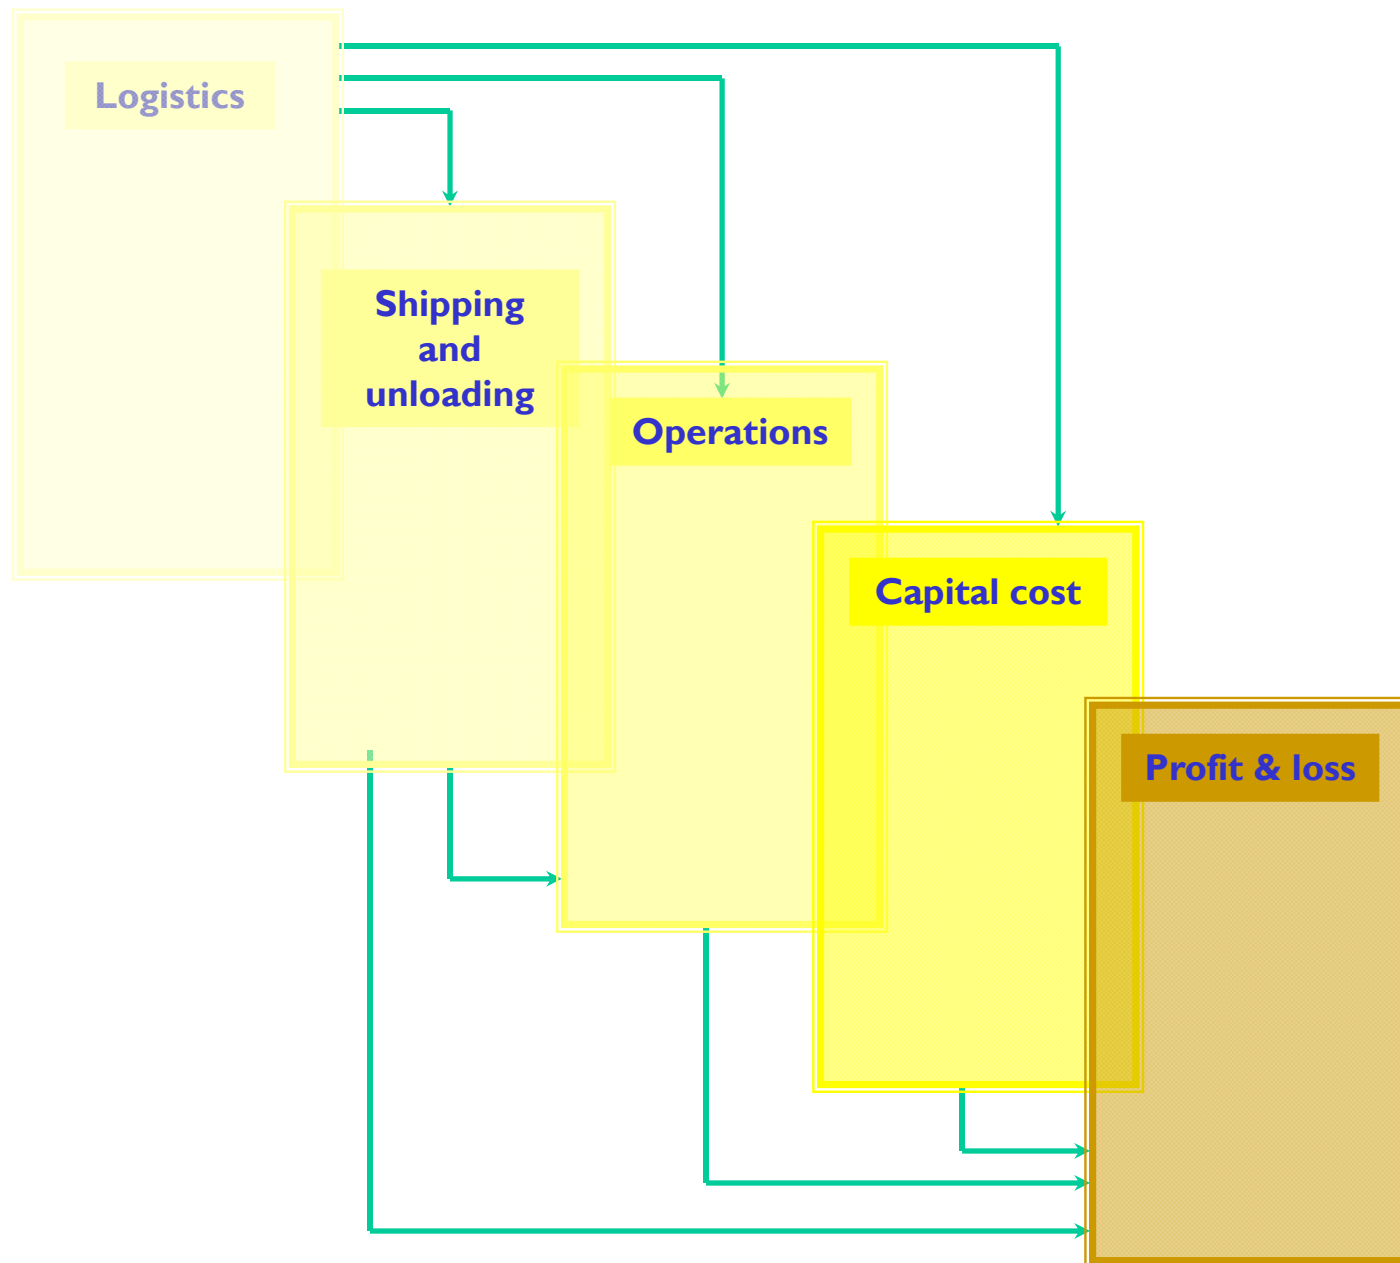 Logistics
Shipping
and
unloading
Operations
Capital cost
Profit & loss